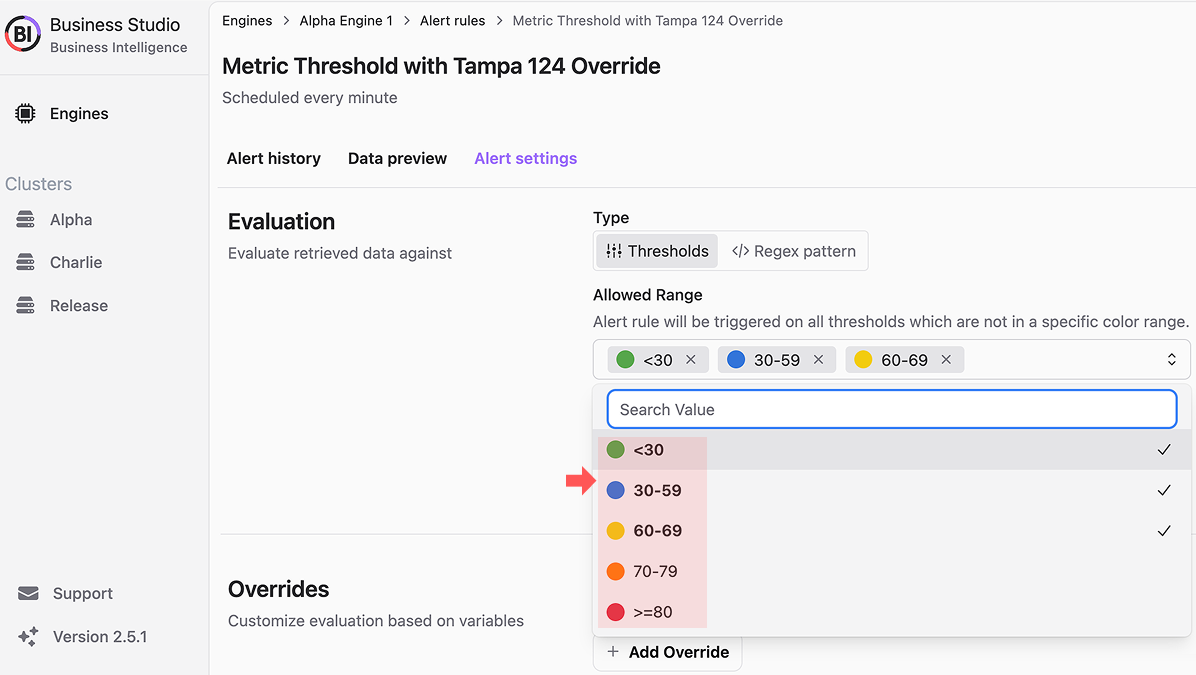 BI
Business Studio
Business Intelligence
Engines
Clusters
Alpha
Charlie
Release
Support
Version 2.5.1
Engines > Alpha Engine 1 > Alert rules > Metric Threshold with Tampa 124 Override
Metric Threshold with Tampa 124 Override
Scheduled every minute
Alert history Data preview Alert settings
Evaluation
Evaluate retrieved data against
Type
Thresholds </> Regex pattern
Allowed Range
Alert rule will be triggered on all thresholds which are not in a specific color range.
<30 × 30-59 × 60-69 ×
Search Value
<30
30-59
60-69
70-79
>=80
Overrides
Customize evaluation based on variables
+ Add Override